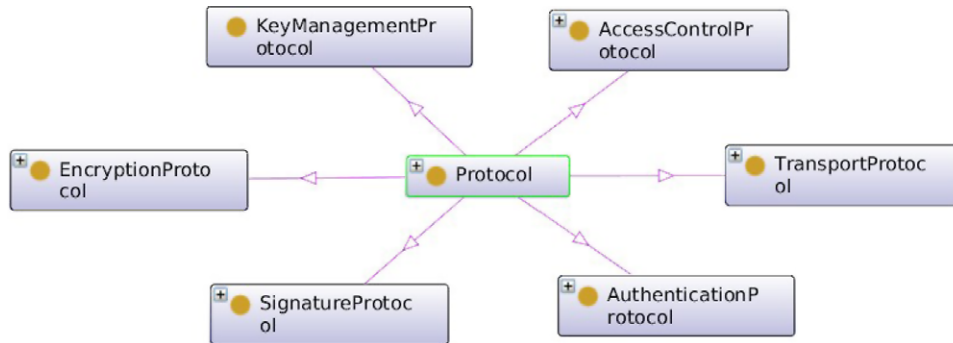 KeyManagementPr
otocol
AccessControlPr
otocol
EncryptionProto
col
Protocol
TransportProtoc
ol
SignatureProtoc
ol
AuthenticationP
rotocol